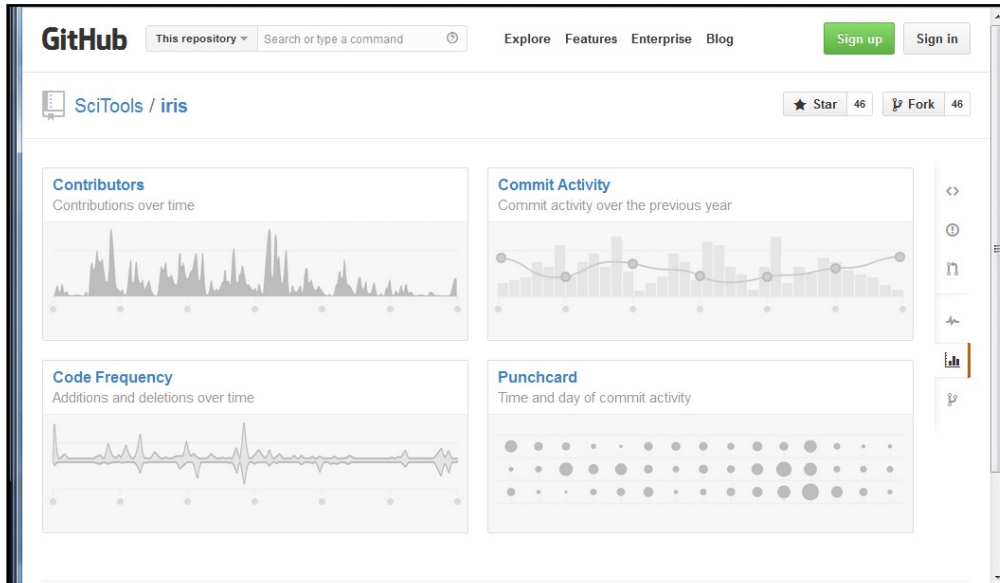 GitHub This repository Search or type a command Explore Features Enterprise Blog Sign up Sign in
SciTools / iris Star 46 Fork 46
Contributors
Contributions over time
Commit Activity
Commit activity over the previous year
Code Frequency
Additions and deletions over time
Punchcard
Time and day of commit activity